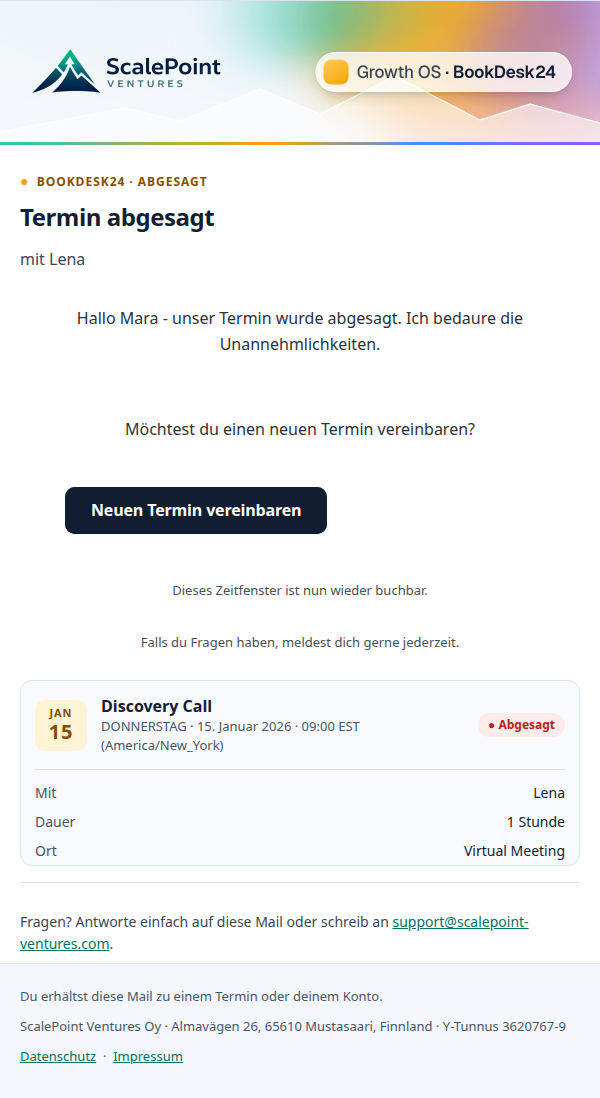 ScalePoint
VENTURES
Growth OS · BookDesk24
BOOKDESK24 · ABGESAGT
Termin abgesagt
mit Lena
Hallo Mara - unser Termin wurde abgesagt. Ich bedaure die
Unannehmlichkeiten.
Möchtest du einen neuen Termin vereinbaren?
Neuen Termin vereinbaren
Dieses Zeitfenster ist nun wieder buchbar.
Falls du Fragen haben, meldest dich gerne jederzeit.
JAN
15
Discovery Call
DONNERSTAG · 15. Januar 2026 · 09:00 EST
(America/New_York)
● Abgesagt
Mit Lena
Dauer 1 Stunde
Ort Virtual Meeting
Fragen? Antworte einfach auf diese Mail oder schreib an support@scalepoint-
ventures.com.
Du erhältst diese Mail zu einem Termin oder deinem Konto.
ScalePoint Ventures Oy · Almavägen 26, 65610 Mustasaari, Finnland · Y-Tunnus 3620767-9
Datenschutz · Impressum